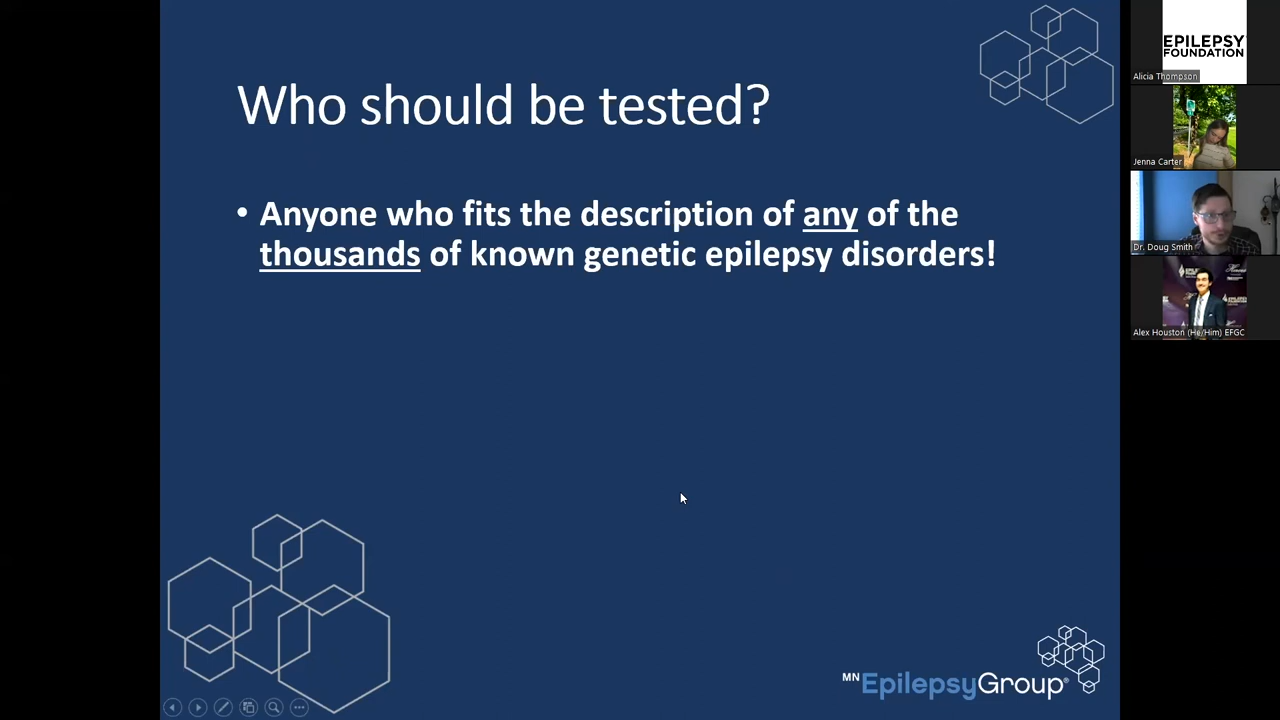 Who should be tested?
• Anyone who fits the description of any of the
thousands of known genetic epilepsy disorders!
MN EpilepsyGroup®
EPILEPSY
FOUNDATION
Alicia Thompson
Jenna Carter
Dr. Doug Smith
Alex Houston (He/Him) EFGC